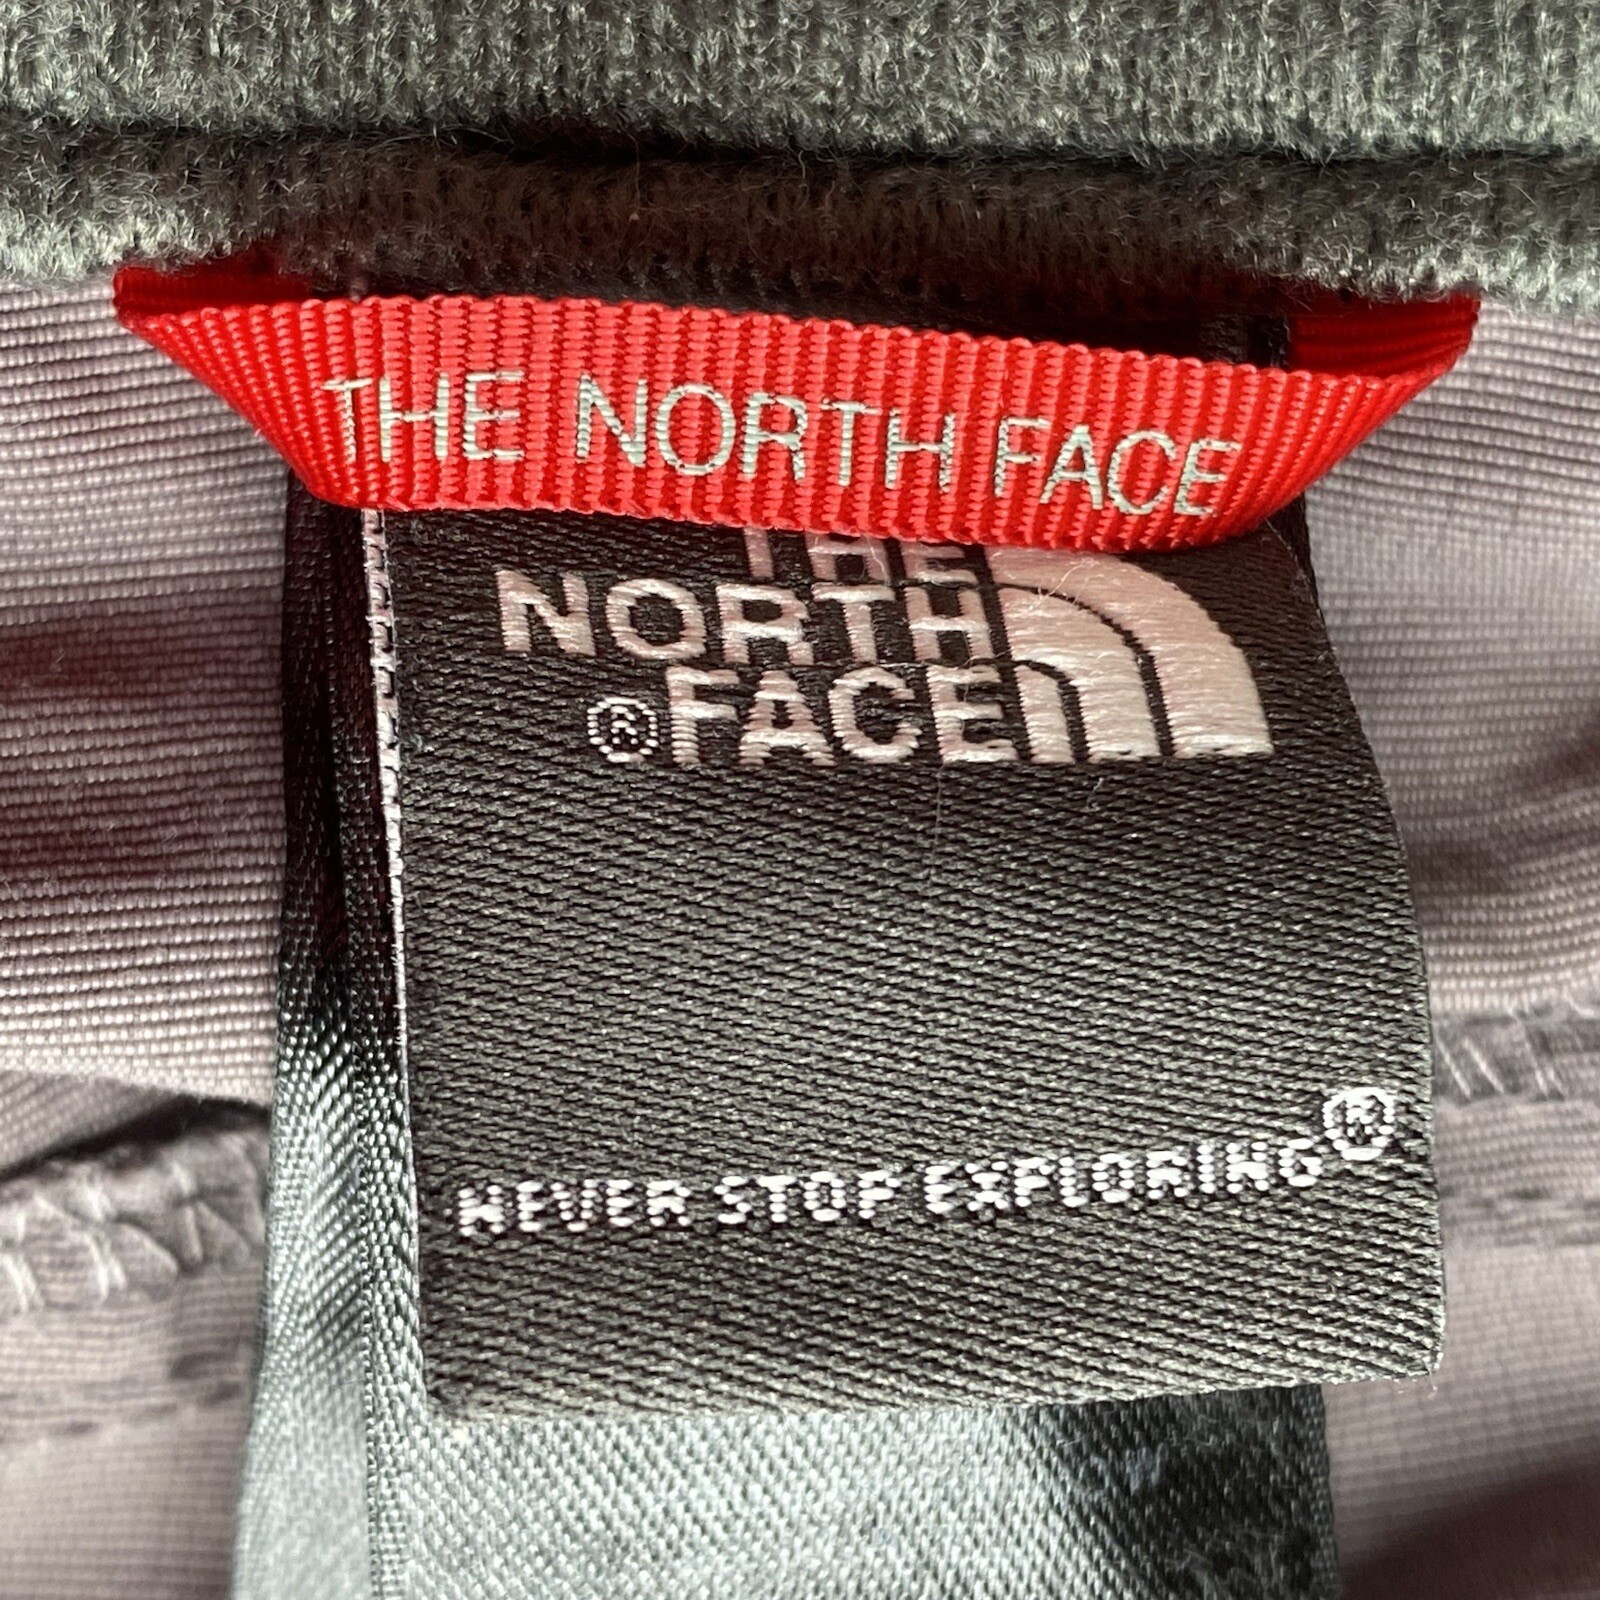 THE NORTH FACE
THE
NORTH
®FACE
NEVER STOP EXPLORING®